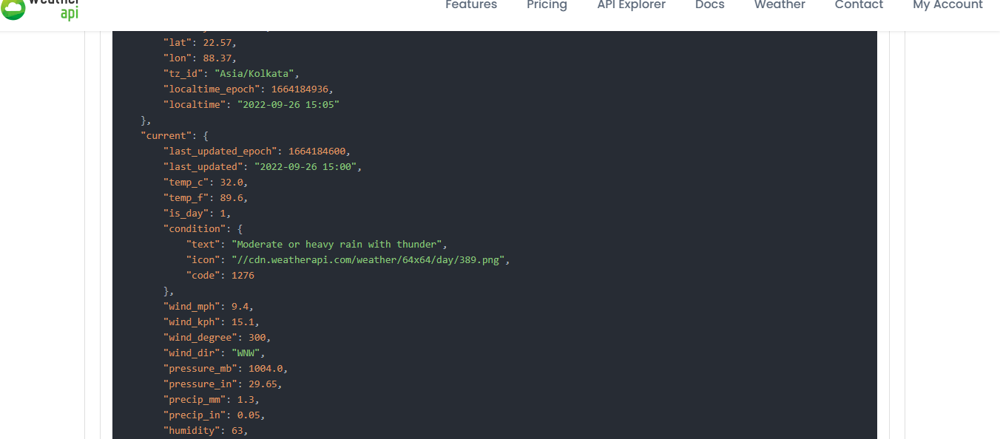 Weather
api
Features Pricing API Explorer Docs Weather Contact My Account
"lat": 22.57,
"lon": 88.37,
"tz_id": "Asia/Kolkata",
"localtime_epoch": 1664184936,
"localtime": "2022-09-26 15:05"
},
"current": {
"last_updated_epoch": 1664184600,
"last_updated": "2022-09-26 15:00",
"temp_c": 32.0,
"temp_f": 89.6,
"is_day": 1,
"condition": {
"text": "Moderate or heavy rain with thunder",
"icon": "//cdn.weatherapi.com/weather/64x64/day/389.png",
"code": 1276
},
"wind_mph": 9.4,
"wind_kph": 15.1,
"wind_degree": 300,
"wind_dir": "WNW",
"pressure_mb": 1004.0,
"pressure_in": 29.65,
"precip_mm": 1.3,
"precip_in": 0.05,
"humidity": 63,